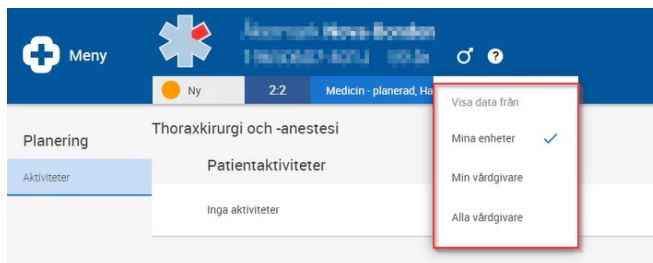 Meny
?
Ny
2:2
Medicin - planerad, Ha
Visa data från
Mina enheter
Min vårdgivare
Alla vårdgivare
Planering
Aktiviteter
Thoraxkirurgi och -anestesi
Patientaktiviteter
Inga aktiviteter